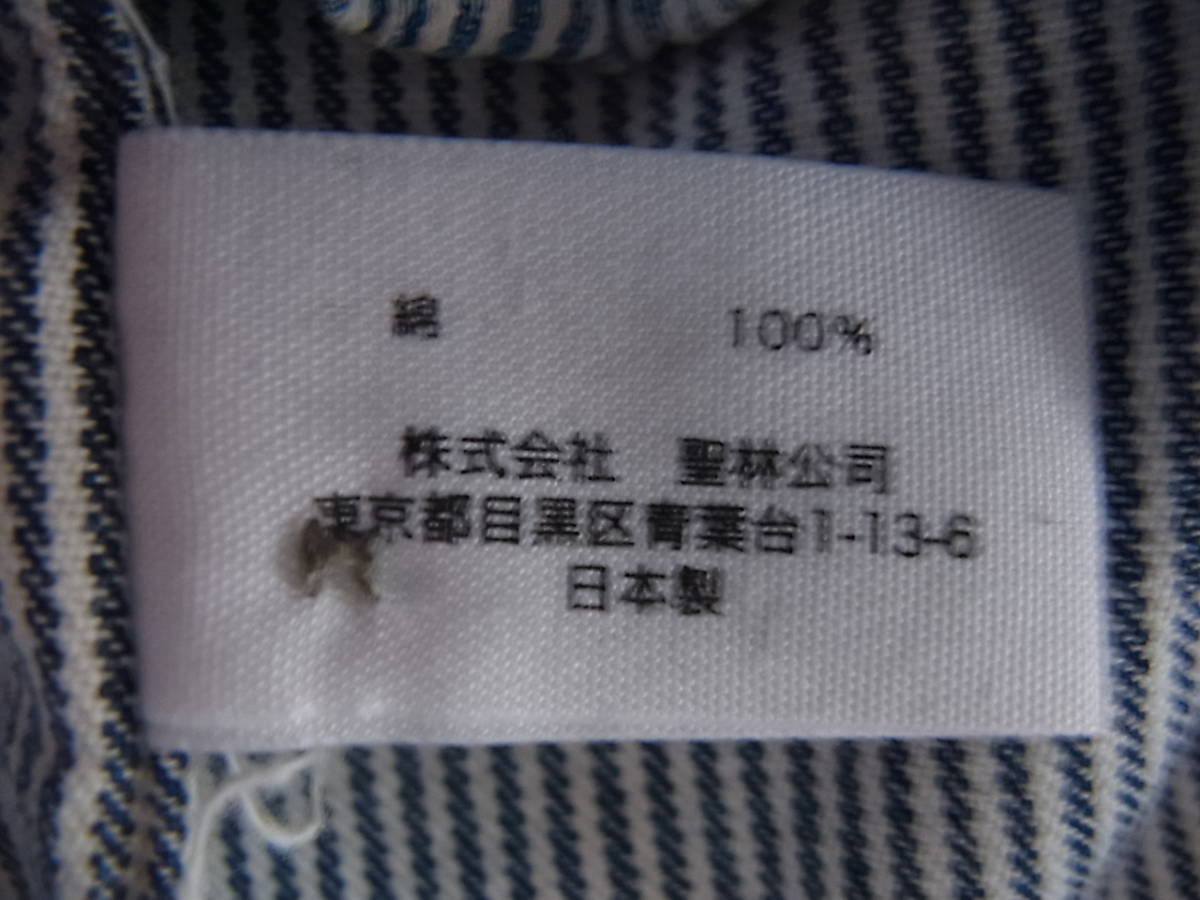 綿 100%
株式会社 聖林公司
東京都目黒区青葉台1-13-6
日本製